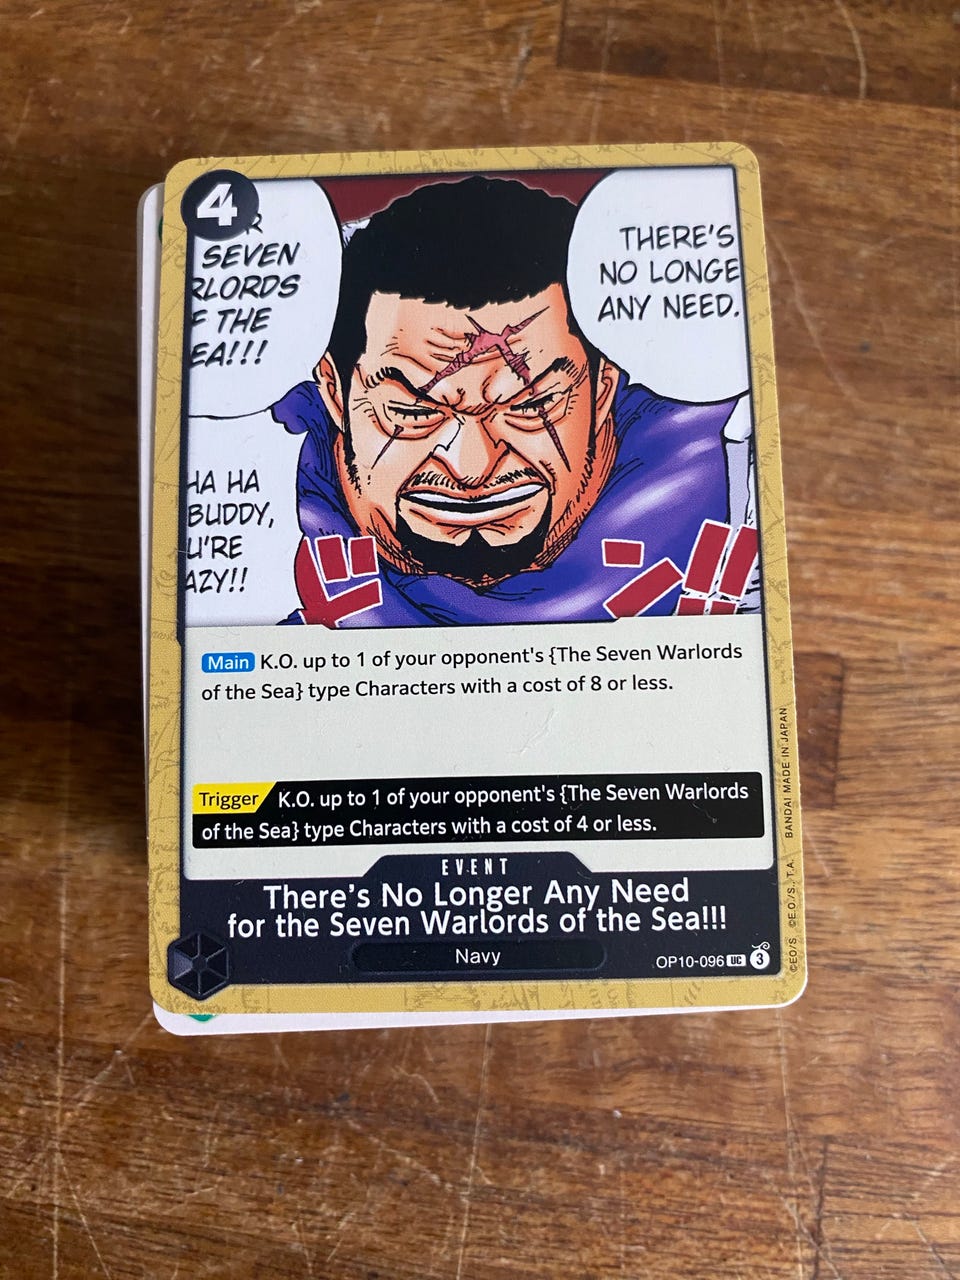 4
R
SEVEN
RLORDS
F THE
EA!!!
THERE'S
NO LONGE
ANY NEED.
HA HA
BUDDY,
U'RE
AZY!!
ドン!!
Main K.O. up to 1 of your opponent's {The Seven Warlords
of the Sea} type Characters with a cost of 8 or less.
Trigger K.O. up to 1 of your opponent's {The Seven Warlords
of the Sea} type Characters with a cost of 4 or less.
EVENT
There's No Longer Any Need
for the Seven Warlords of the Sea!!!
Navy
OP10-096 UC 3
©EO/S ©E.O./S., T.A. BANDAI MADE IN JAPAN